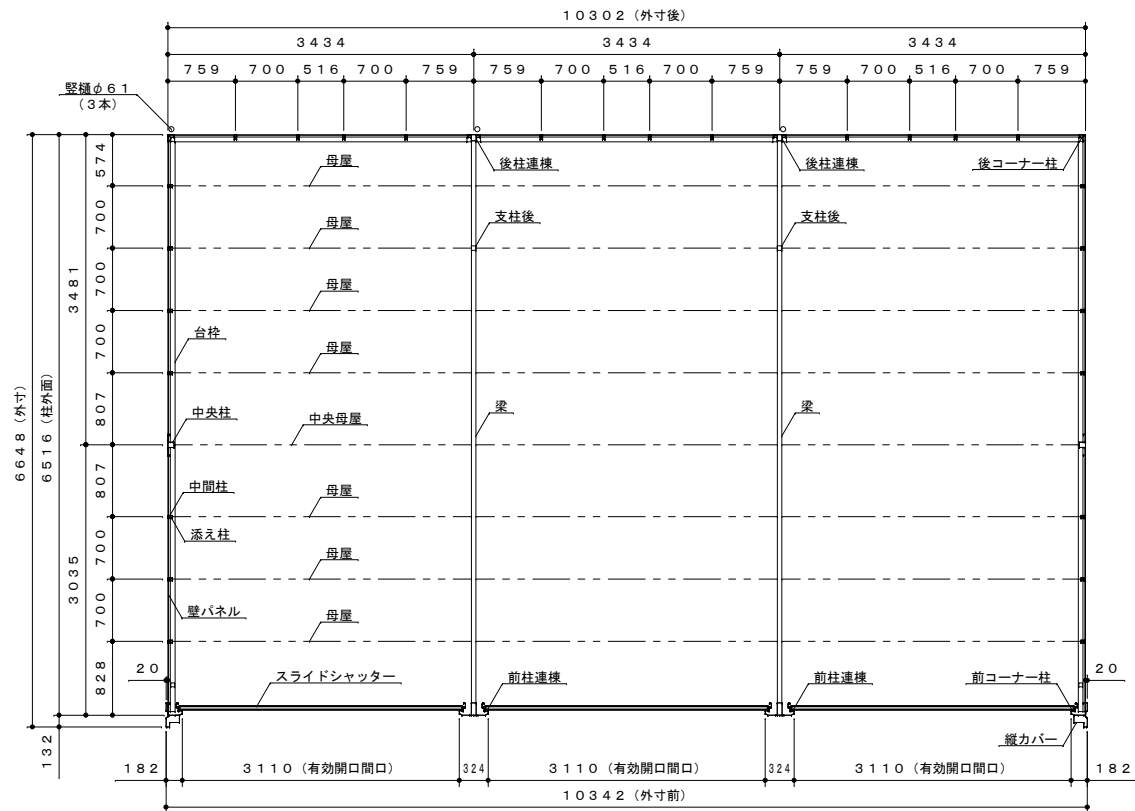 10302（外寸後）
3434 3434 3434
759 700 516 700 759 759 700 516 700 759 759 700 516 700 759
竪樋φ61
（3本）
後柱連棟 後柱連棟 後コーナー柱
母屋
母屋
支柱後 支柱後
母屋
母屋
台枠
中央柱 中央母屋 梁 梁
中間柱 母屋
添え柱
母屋
壁パネル 母屋
スライドシャッター 前柱連棟 前柱連棟 前コーナー柱
縦カバー
6648（外寸）
6516（柱外面）
132
3481
3035
574
700
700
700
807
807
700
700
828
20 20
182 3110（有効開口間口） 324 3110（有効開口間口） 324 3110（有効開口間口） 182
10342（外寸前）